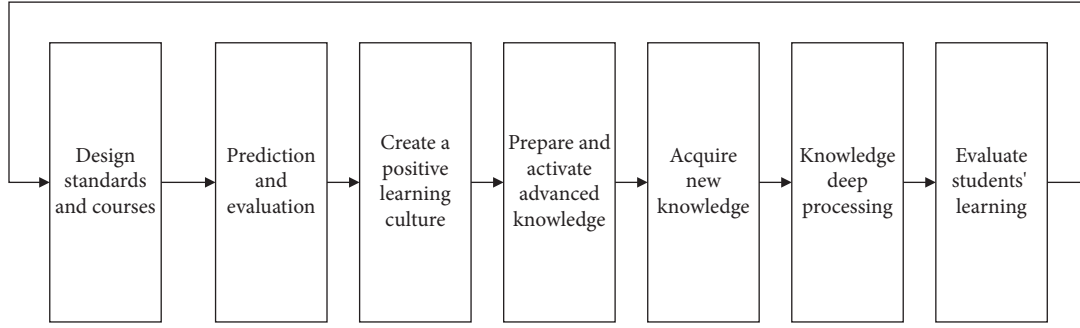 Design
standards
and courses
Prediction
and
evaluation
Create a
positive
learning
culture
Prepare and
activate
advanced
knowledge
Acquire
new
knowledge
Knowledge
deep
processing
Evaluate
students'
learning